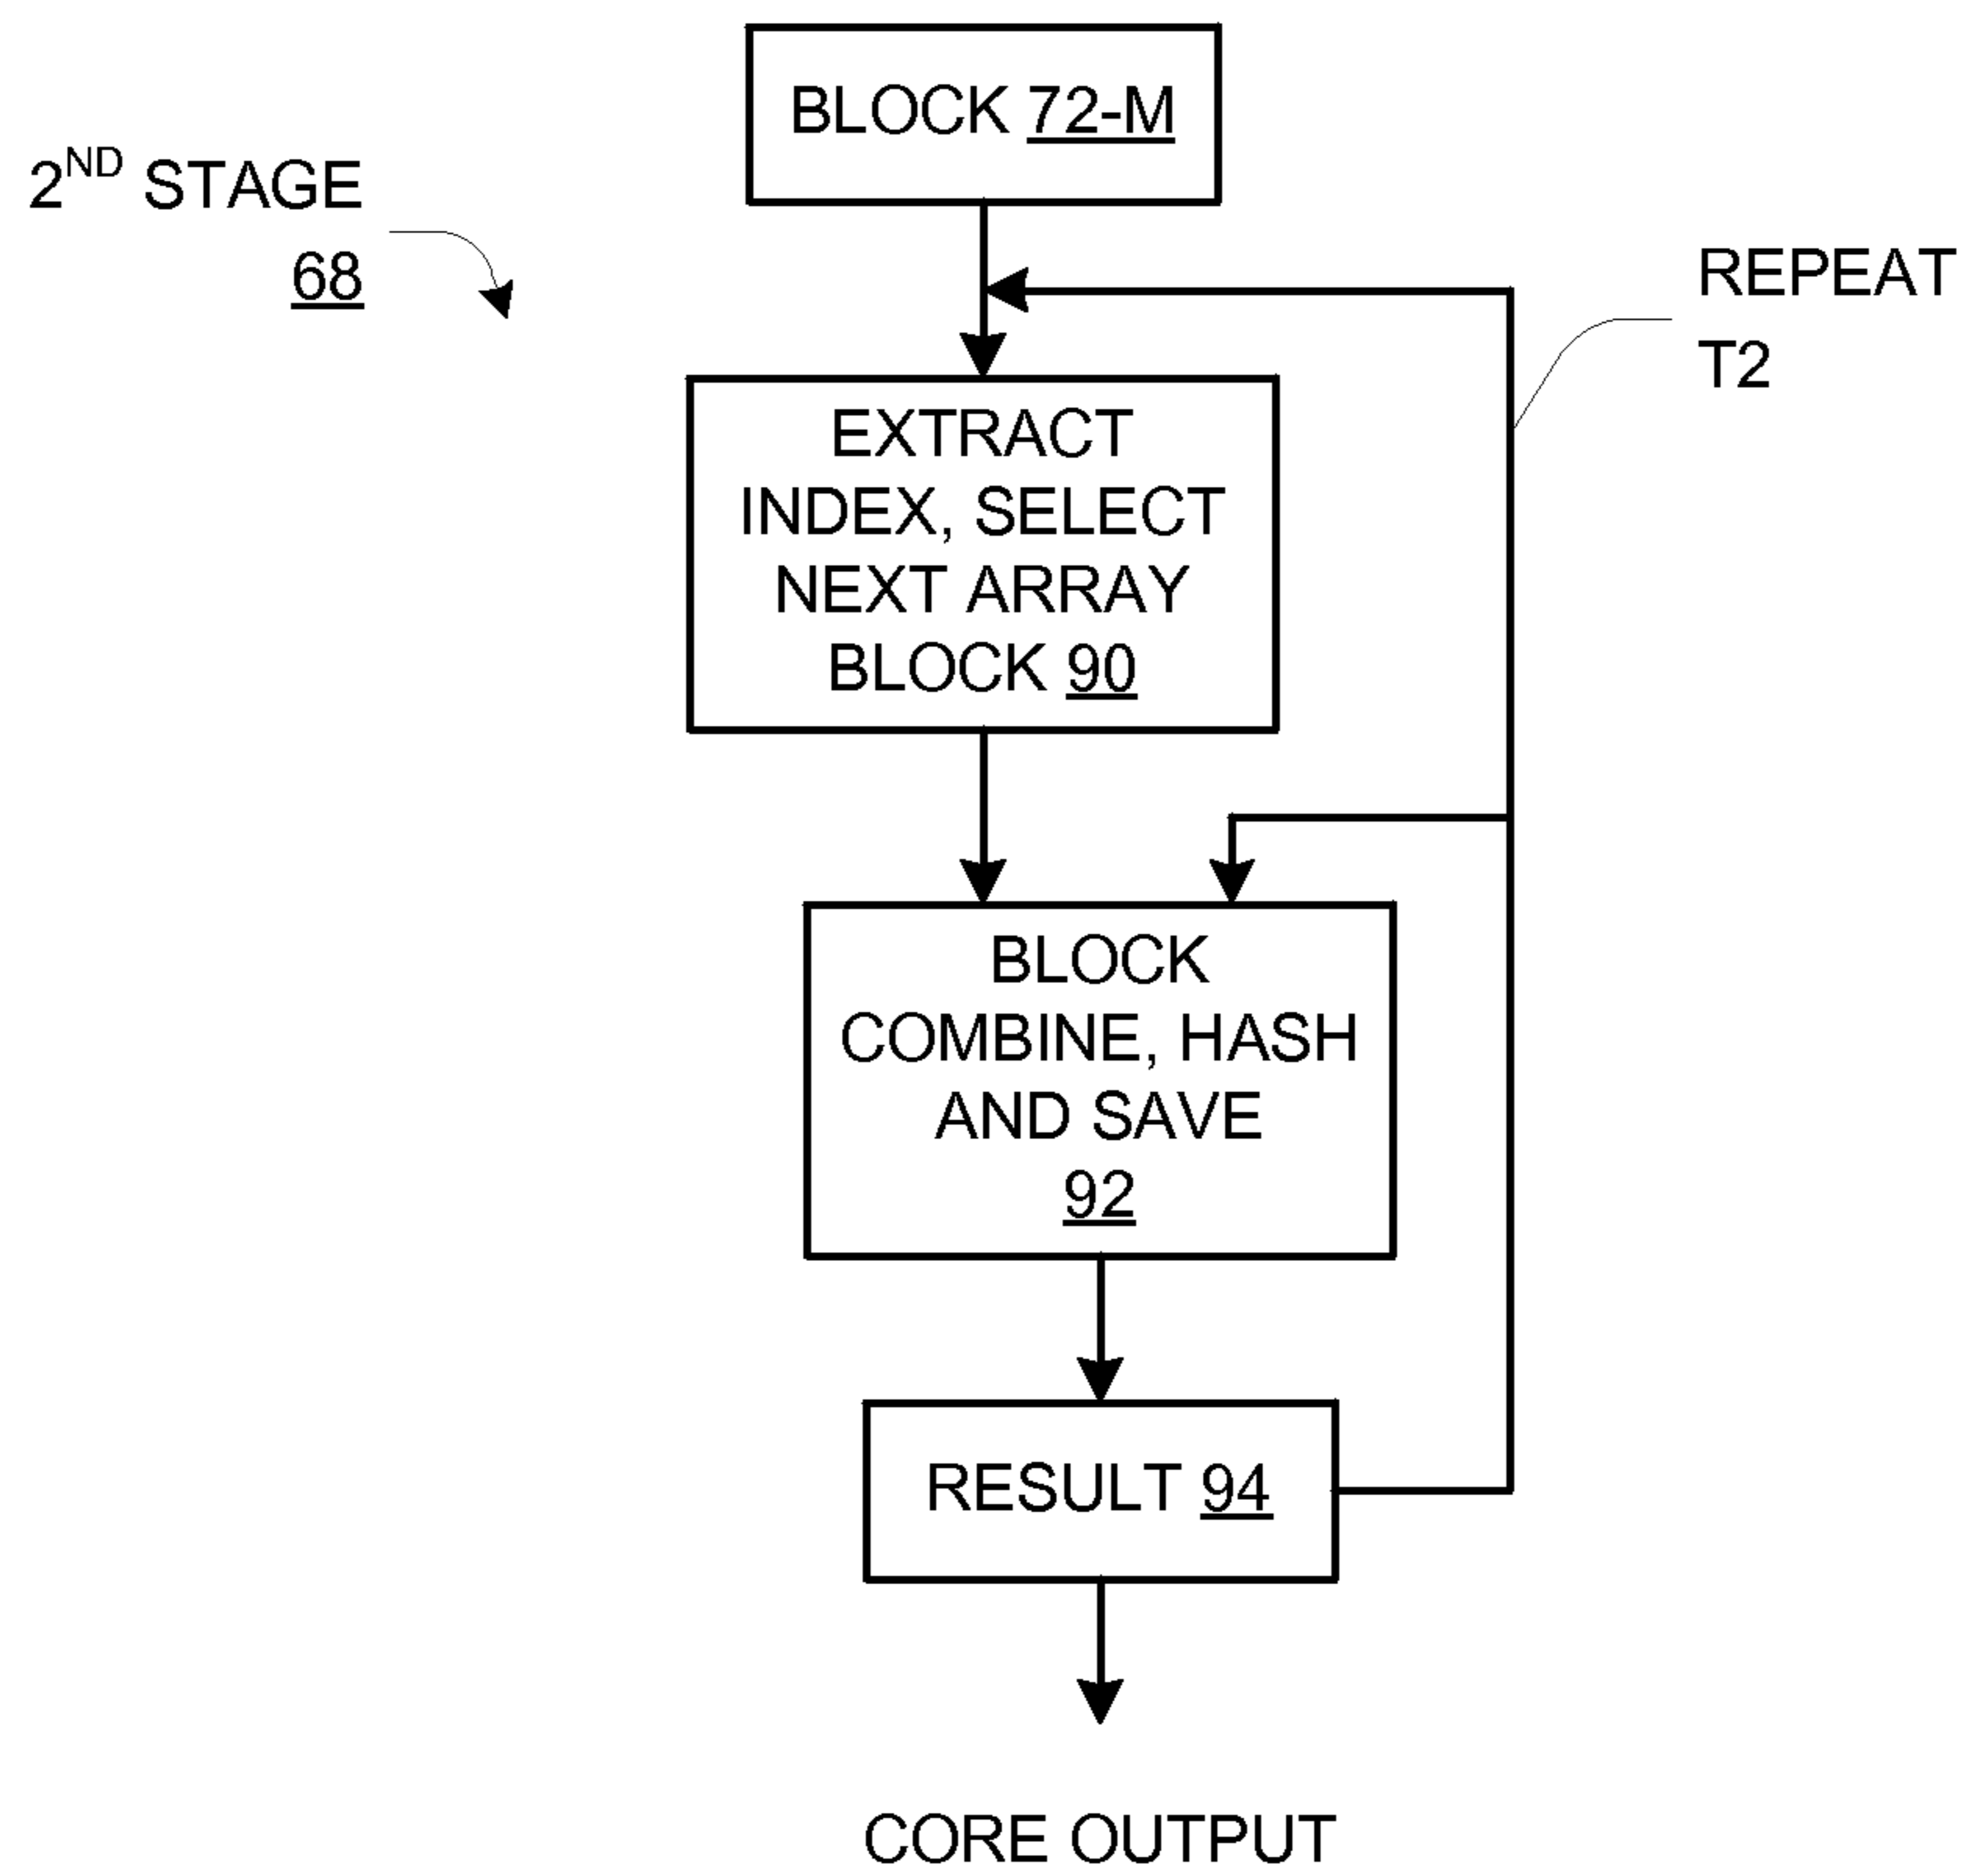 BLOCK 72-M
2ND STAGE
68
REPEAT
T2
EXTRACT
INDEX, SELECT
NEXT ARRAY
BLOCK 90
BLOCK
COMBINE, HASH
AND SAVE
92
RESULT 94
CORE OUTPUT